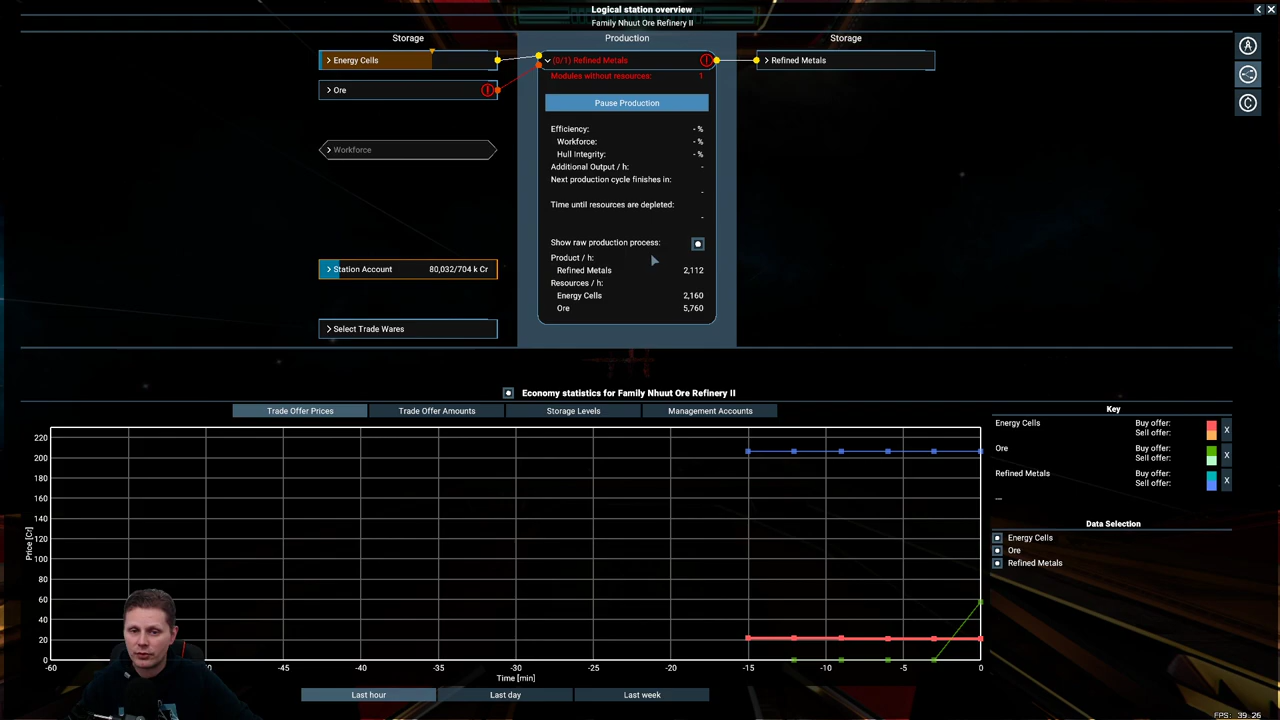 Logical station overview
Family Nhuut Ore Refinery II
Storage
Production
Storage
Energy Cells
(0/1) Refined Metals
Refined Metals
Modules without resources: 1
Ore
Pause Production
Efficiency: - %
Workforce: - %
Hull Integrity: - %
Additional Output / h: -
Next production cycle finishes in:
-
Time until resources are depleted:
-
Workforce
Show raw production process:
Product / h:
Refined Metals 2,112
Resources / h:
Energy Cells 2,160
Ore 5,760
Station Account 80,032/704 k Cr
Select Trade Wares
Economy statistics for Family Nhuut Ore Refinery II
Trade Offer Prices Trade Offer Amounts Storage Levels Management Accounts
Key
Energy Cells Buy offer: X
Sell offer:
Ore Buy offer: X
Sell offer:
Refined Metals Buy offer: X
Sell offer:
Data Selection
Energy Cells
Ore
Refined Metals
Price [Cr]
220
200
180
160
140
120
100
80
60
40
20
0
-60 -45 -40 -35 -30 -25 -20 -15 -10 -5 0
Time [min]
Last hour Last day Last week
FPS: 39.26